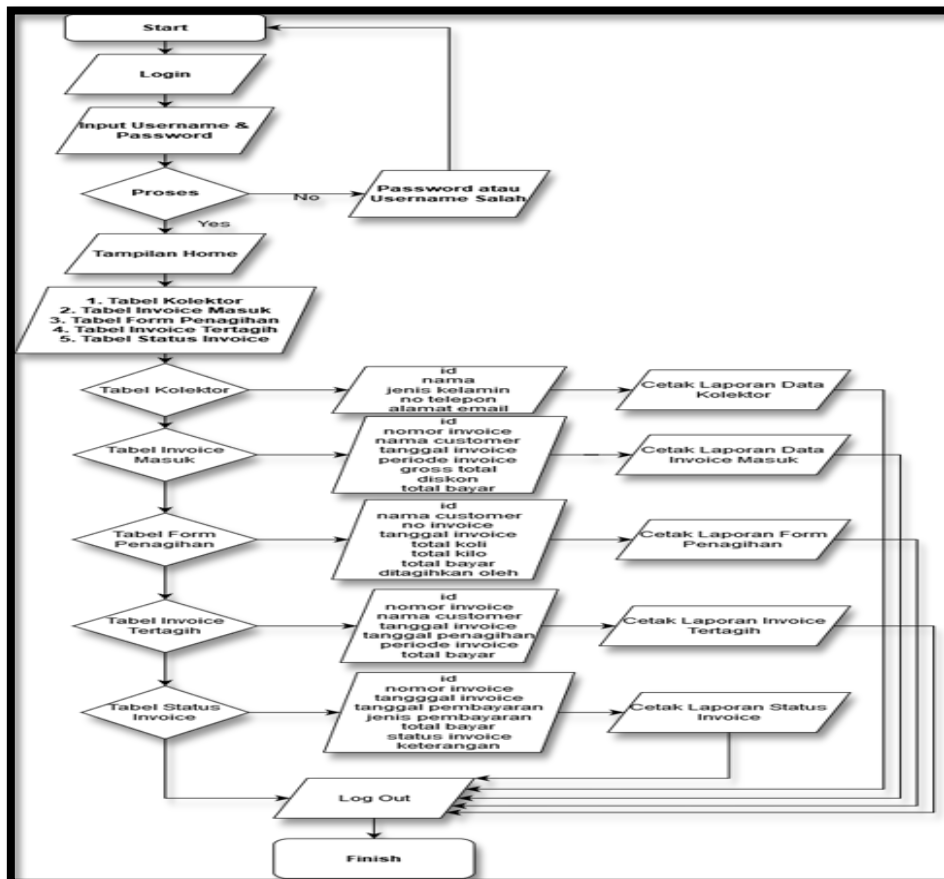 Start
Login
Input Username &
Password
Proses
No
Password atau
Username Salah
Yes
Tampilan Home
1. Tabel Kolektor
2. Tabel Invoice Masuk
3. Tabel Form Penagihan
4. Tabel Invoice Tertagih
5. Tabel Status Invoice
Tabel Kolektor
id
nama
jenis kelamin
no telepon
alamat email
Cetak Laporan Data
Kolektor
Tabel Invoice
Masuk
id
nomor invoice
nama customer
tanggal invoice
periode invoice
gross total
diskon
total bayar
Cetak Laporan Data
Invoice Masuk
Tabel Form
Penagihan
id
nama customer
no invoice
tanggal invoice
total koli
total kilo
total bayar
ditagihkan oleh
Cetak Laporan Form
Penagihan
Tabel Invoice
Tertagih
id
nomor invoice
nama customer
tanggal invoice
tanggal penagihan
periode invoice
total bayar
Cetak Laporan Invoice
Tertagih
Tabel Status
Invoice
id
nomor invoice
tangggal invoice
tanggal pembayaran
jenis pembayaran
total bayar
status invoice
keterangan
Cetak Laporan Status
Invoice
Log Out
Finish